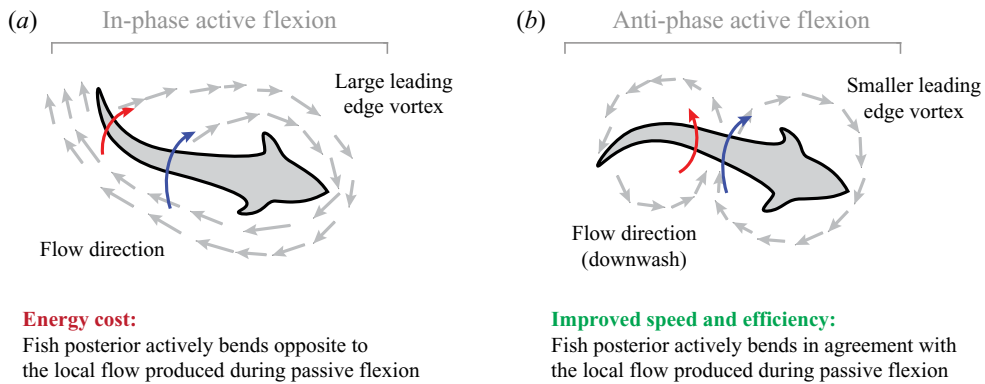 (a) In-phase active flexion
Large leading
edge vortex
Flow direction
Energy cost:
Fish posterior actively bends opposite to
the local flow produced during passive flexion
(b) Anti-phase active flexion
Smaller leading
edge vortex
Flow direction
(downwash)
Improved speed and efficiency:
Fish posterior actively bends in agreement with
the local flow produced during passive flexion